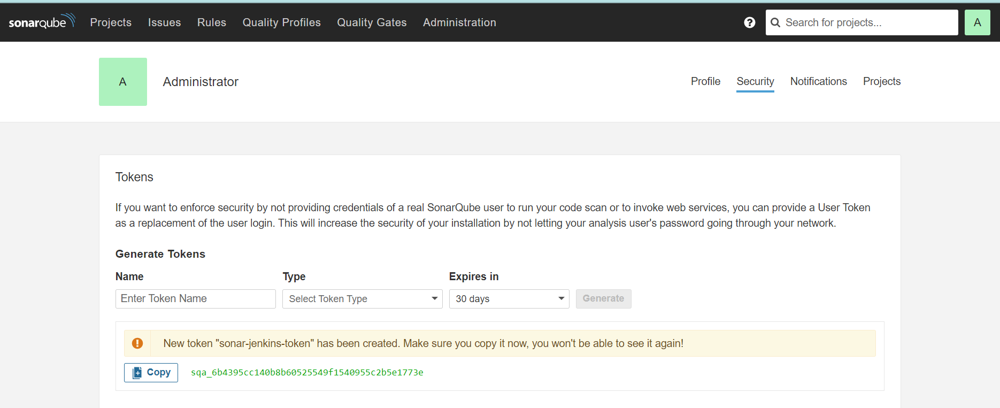 sonarqube Projects Issues Rules Quality Profiles Quality Gates Administration ? Search for projects... A
A Administrator Profile Security Notifications Projects
Tokens
If you want to enforce security by not providing credentials of a real SonarQube user to run your code scan or to invoke web services, you can provide a User Token
as a replacement of the user login. This will increase the security of your installation by not letting your analysis user's password going through your network.
Generate Tokens
Name Type Expires in
Enter Token Name Select Token Type 30 days Generate
New token "sonar-jenkins-token" has been created. Make sure you copy it now, you won't be able to see it again!
Copy sqa_6b4395cc140b8b60525549f1540955c2b5e1773e